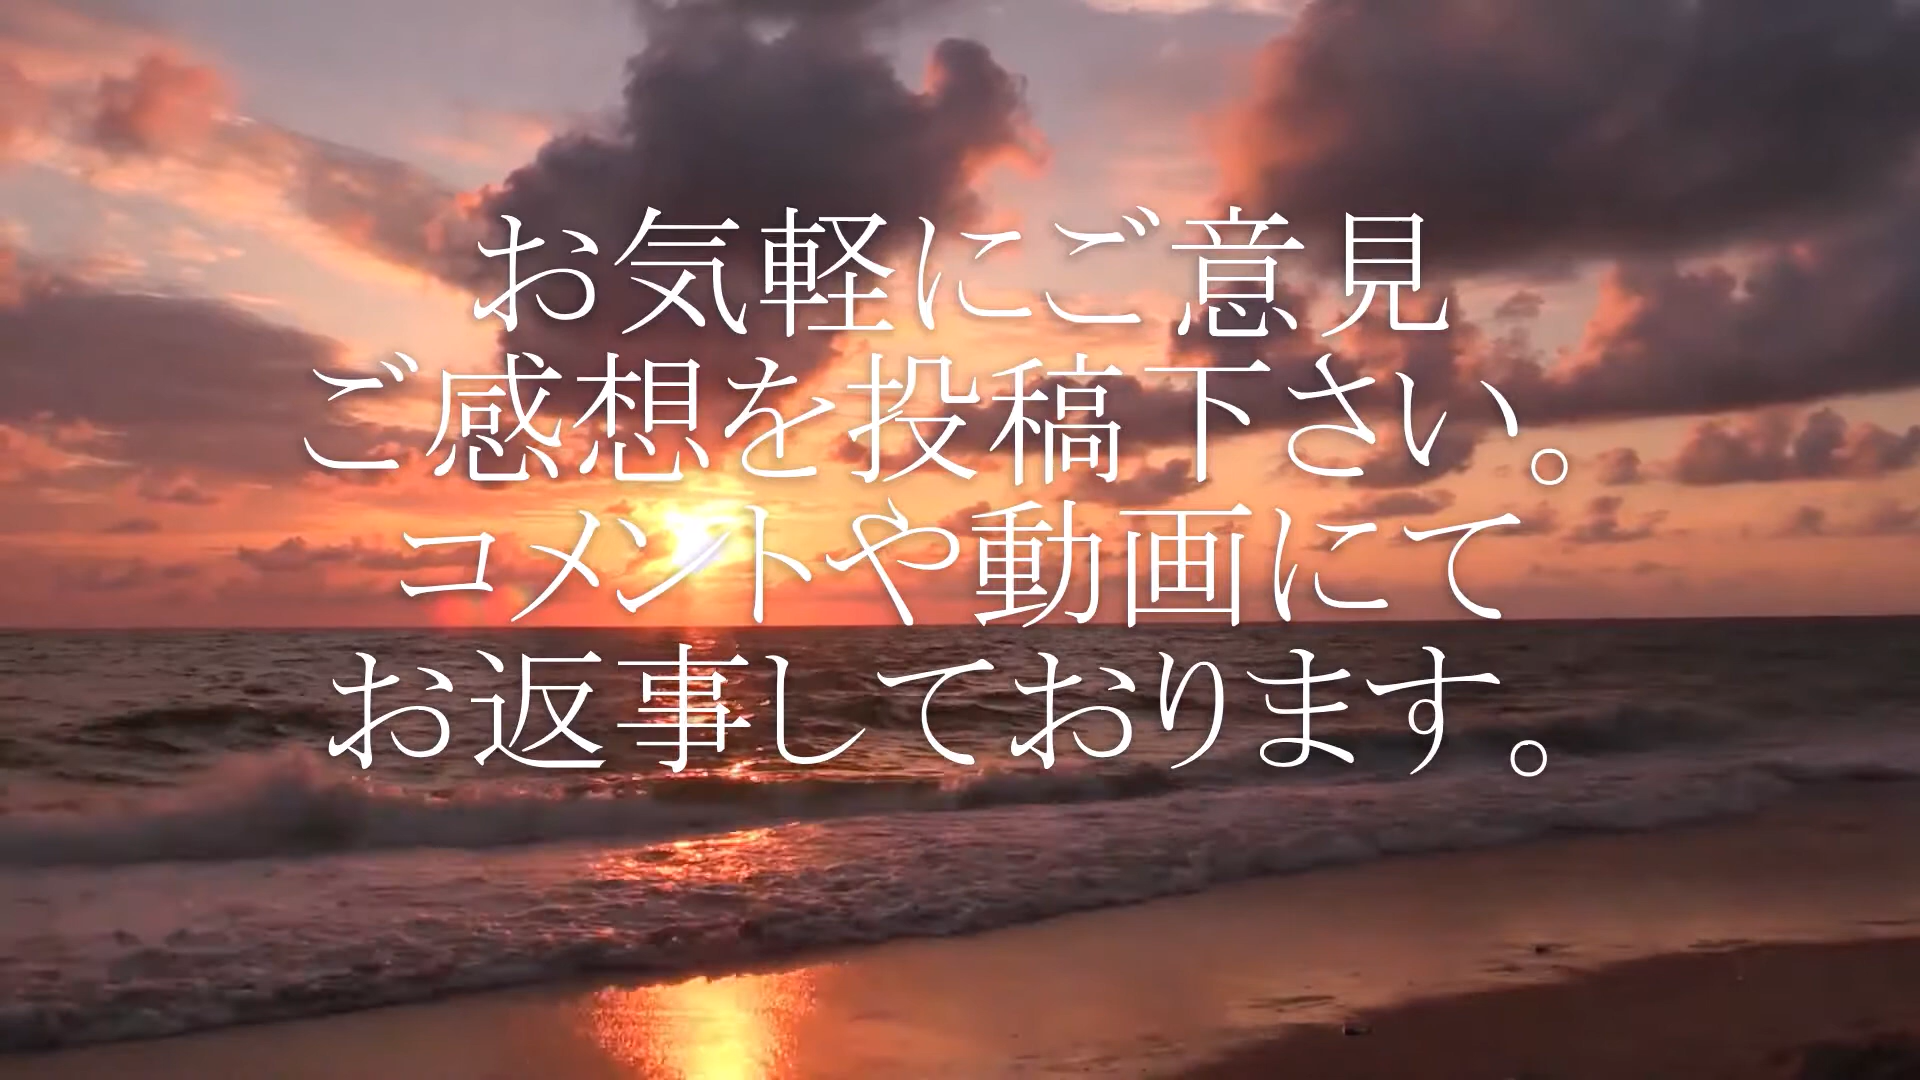 お気軽にご意見
ご感想を投稿下さい。
コメントや動画にて
お返事しております。